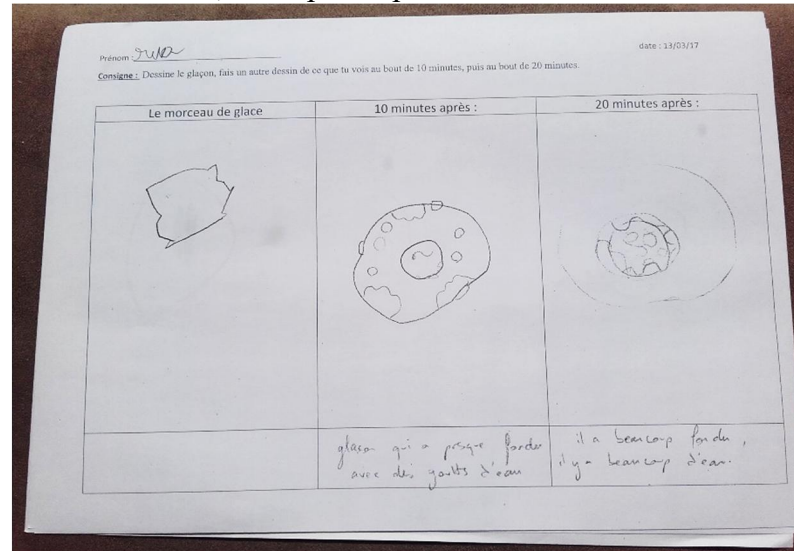 Prénom :
date : 13/03/17
Consigne : Dessine le glaçon, fais un autre dessin de ce que tu vois au bout de 10 minutes, puis au bout de 20 minutes.
Le morceau de glace
10 minutes après :
20 minutes après :
glaçon qui a presque fonder
avec des goutts d'eau
il a beaucoup fondu,
il y a beaucoup d'eau.